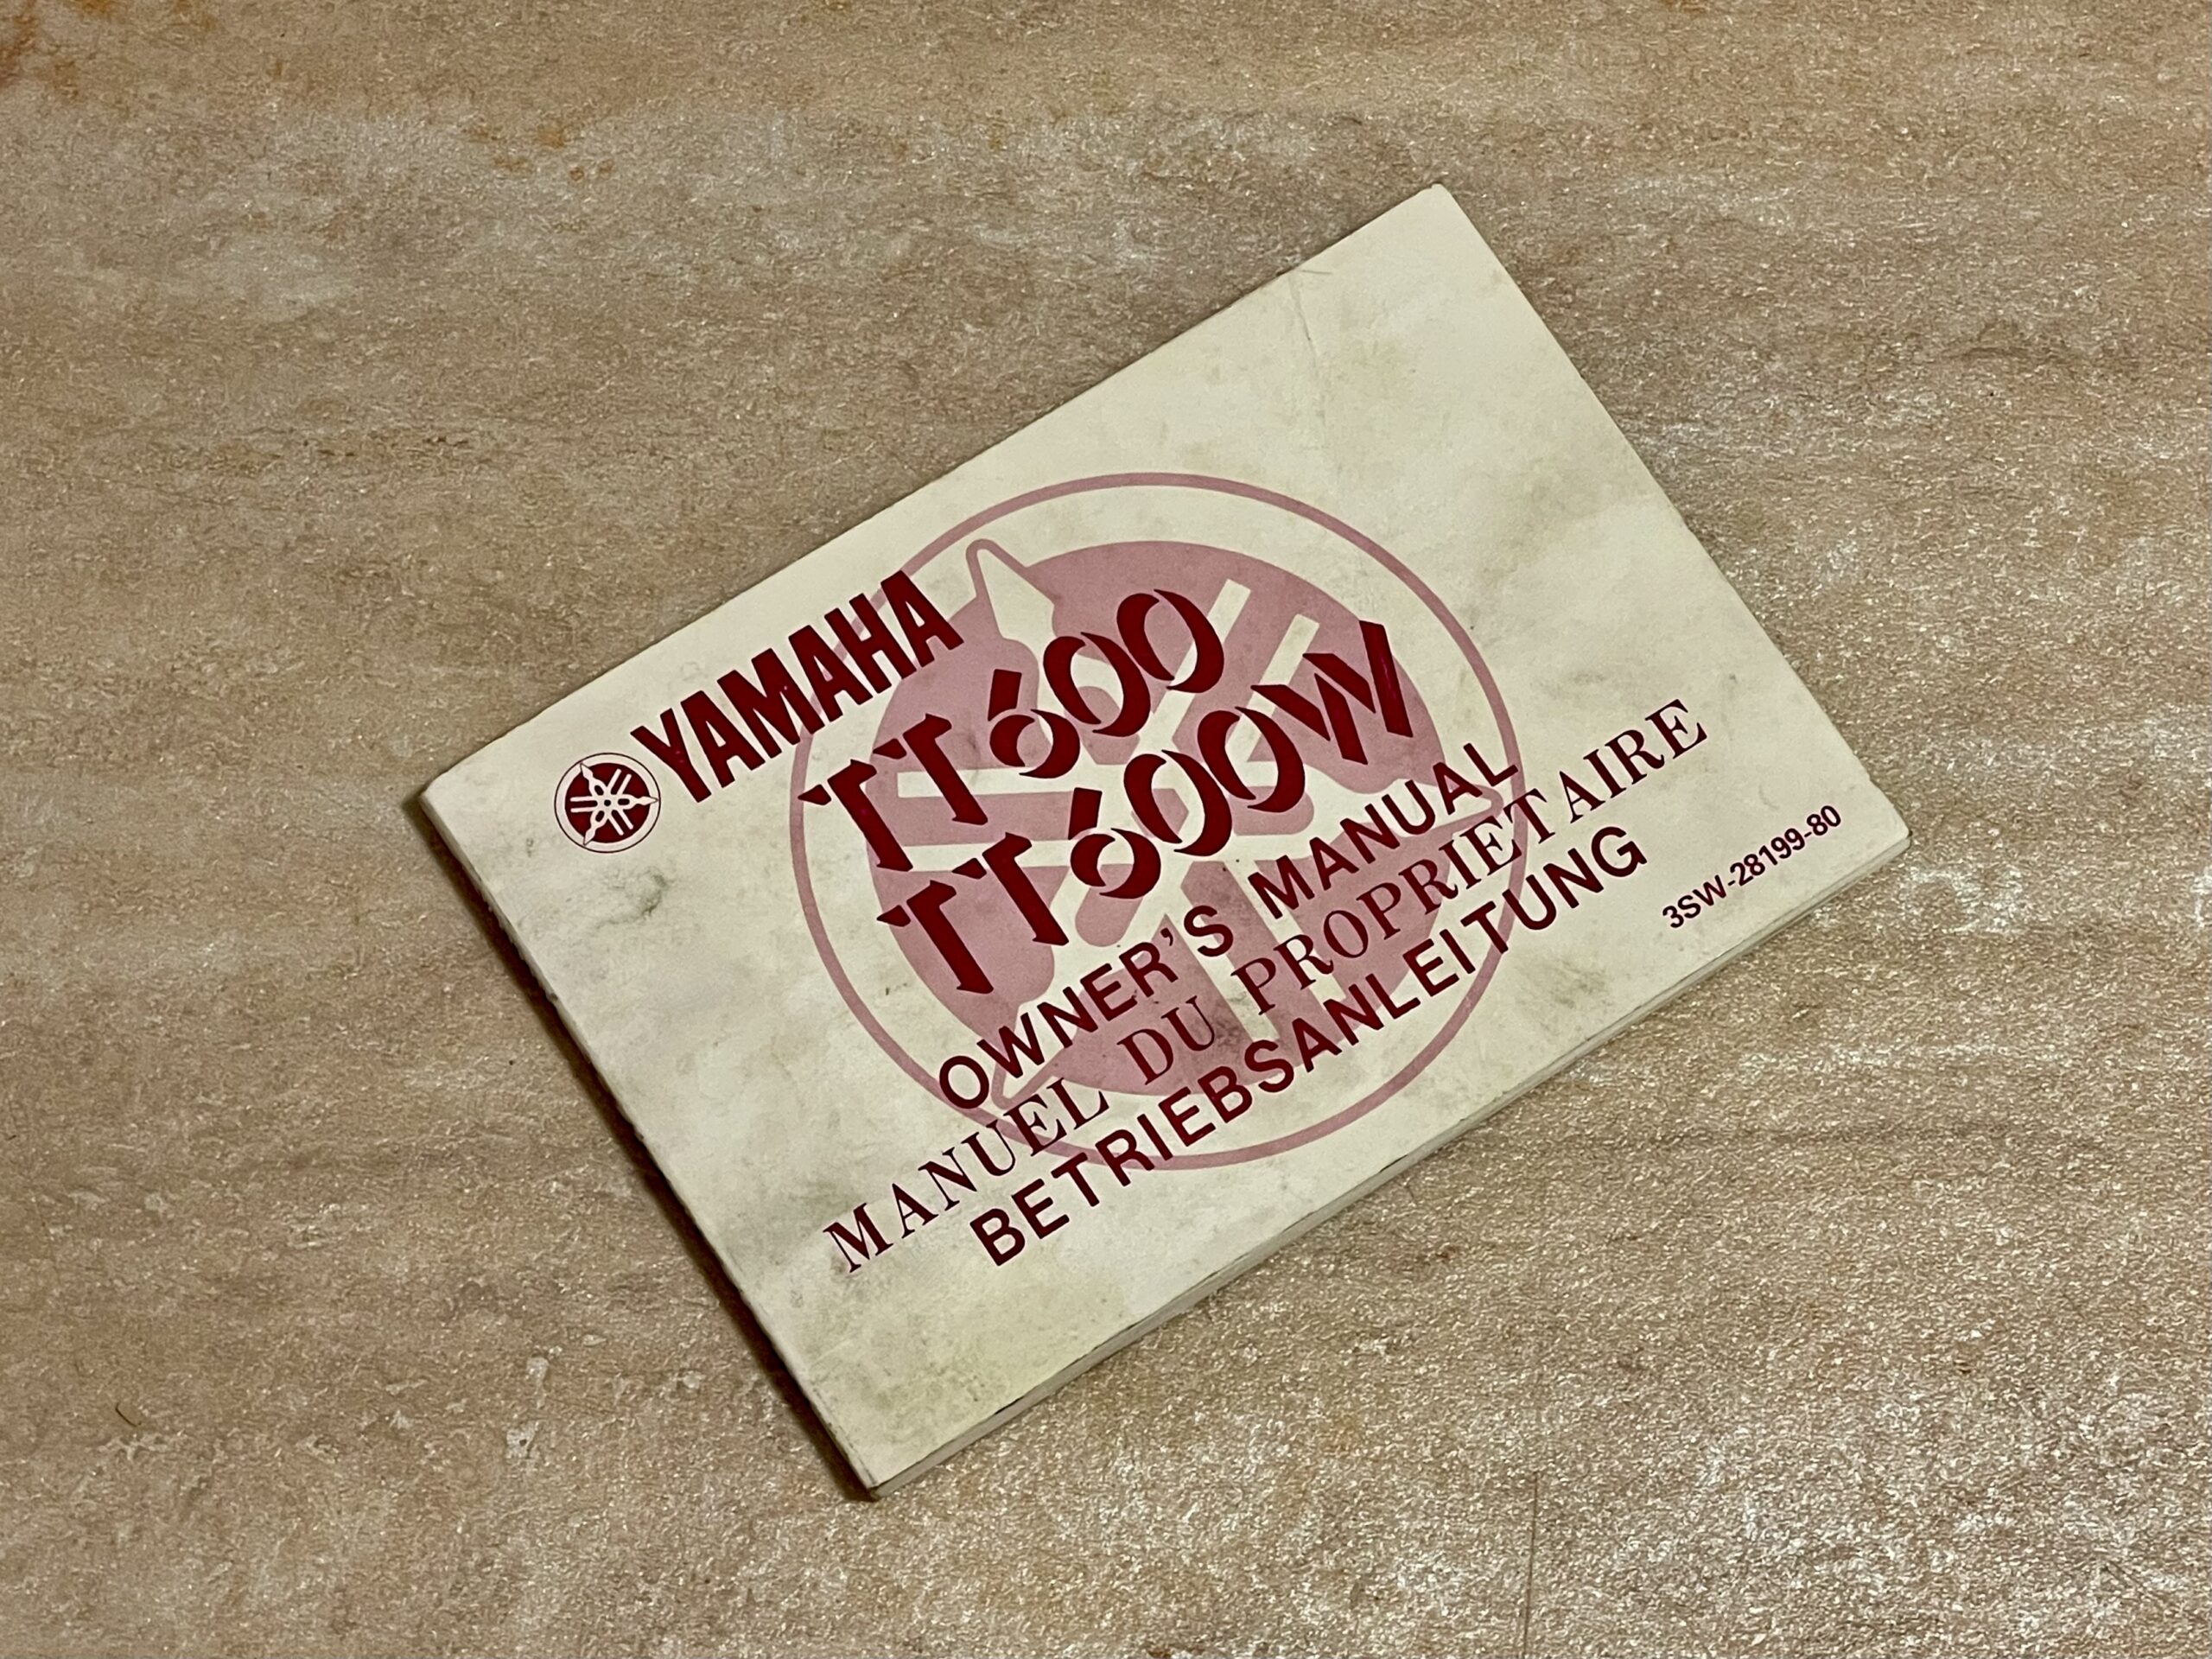 YAMAHA
TT600
TT600W
OWNER'S MANUAL
MANUEL DU PROPRIETAIRE
BETRIEBSANLEITUNG
3SW-28199-80